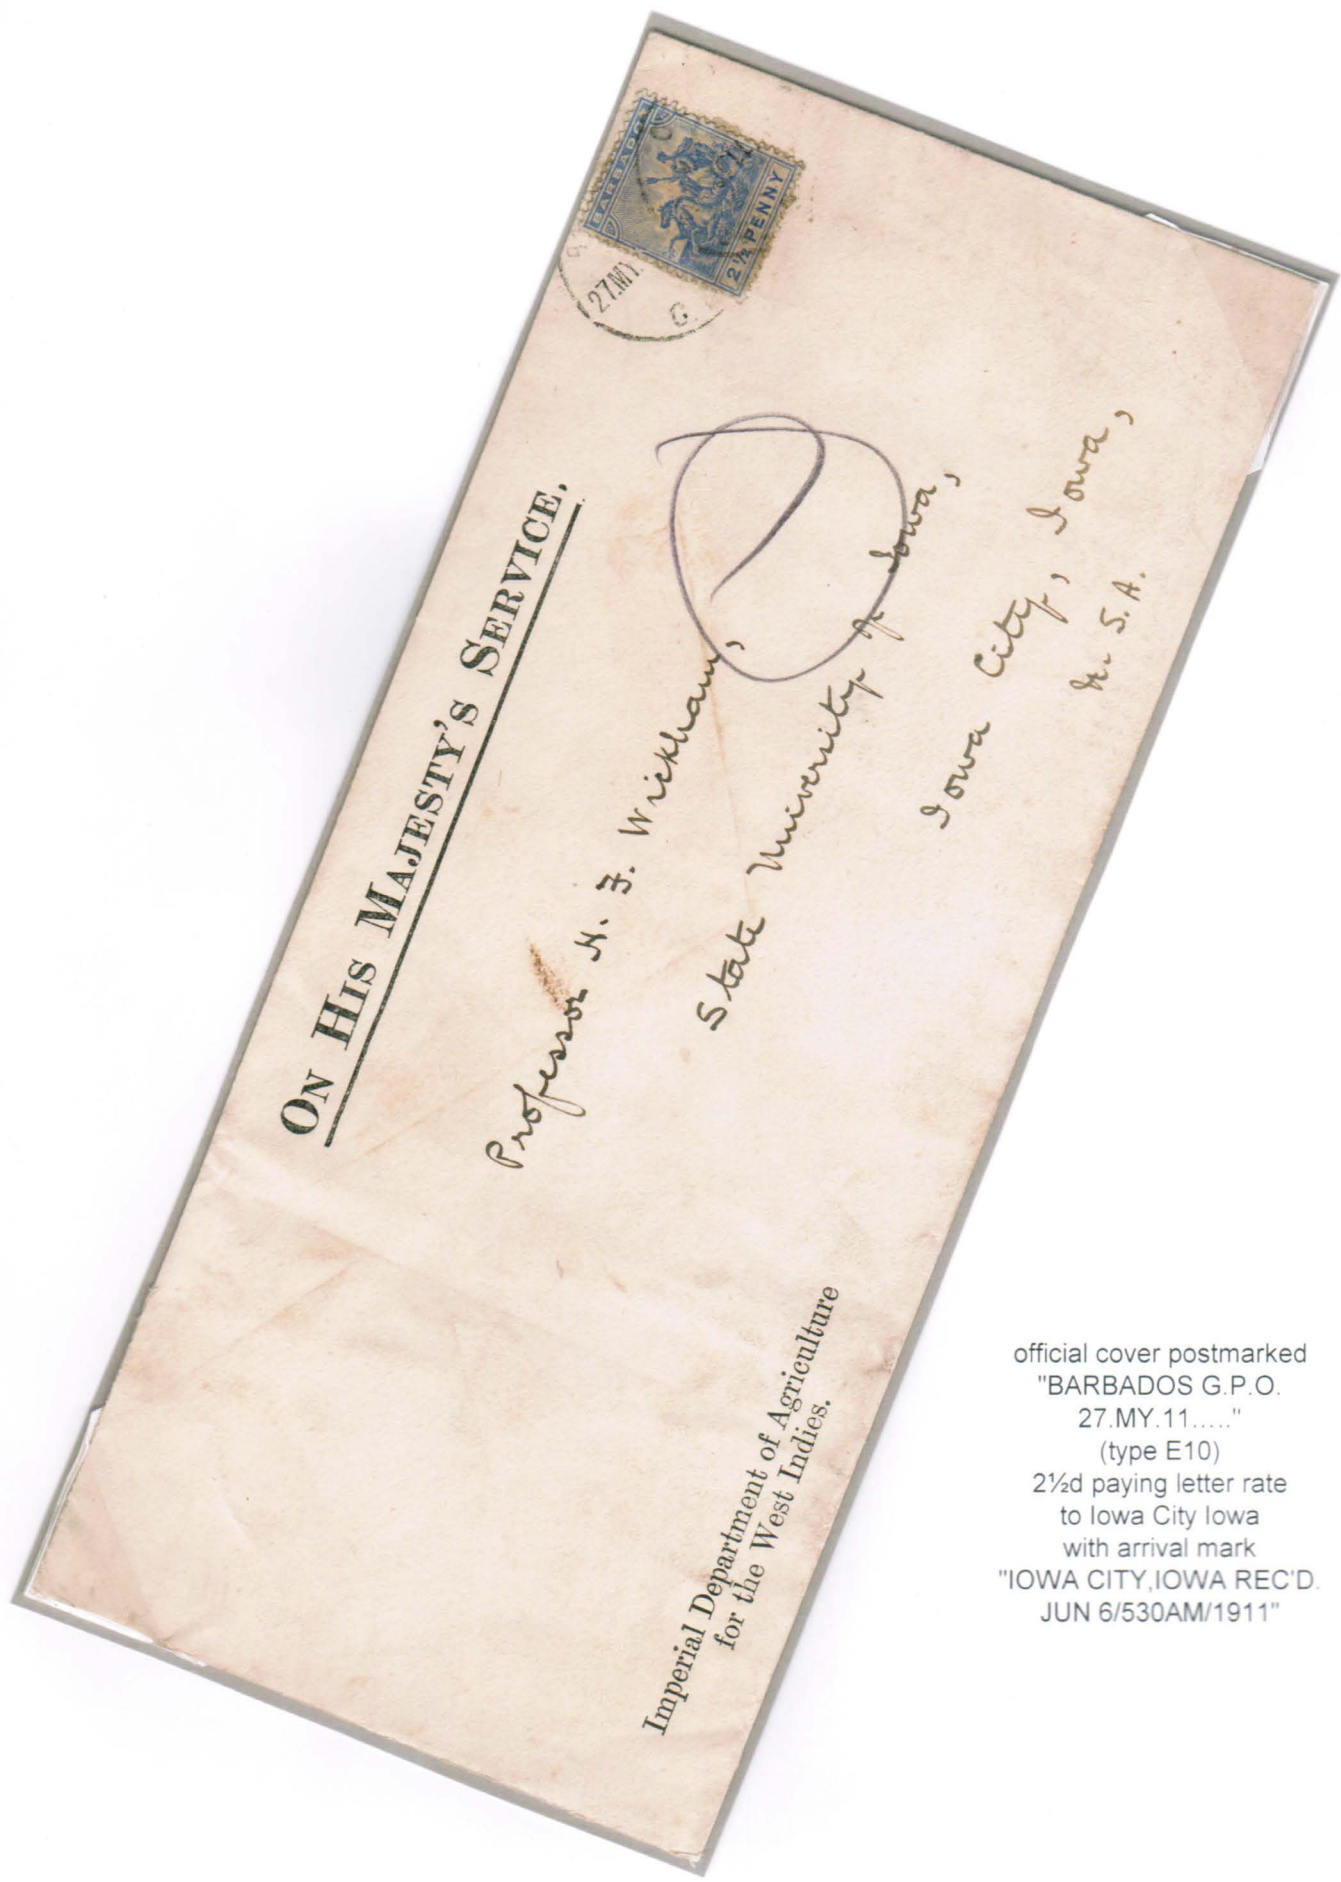 BARBADOS
2½ PENNY
27.MY.
G.
ON HIS MAJESTY'S SERVICE.
Professor H. F. Wickham,
State University of Iowa,
Iowa City, Iowa,
U.S.A.
Imperial Department of Agriculture
for the West Indies.
official cover postmarked
"BARBADOS G.P.O.
27.MY.11....."
(type E10)
2½d paying letter rate
to Iowa City Iowa
with arrival mark
"IOWA CITY,IOWA REC'D.
JUN 6/530AM/1911"